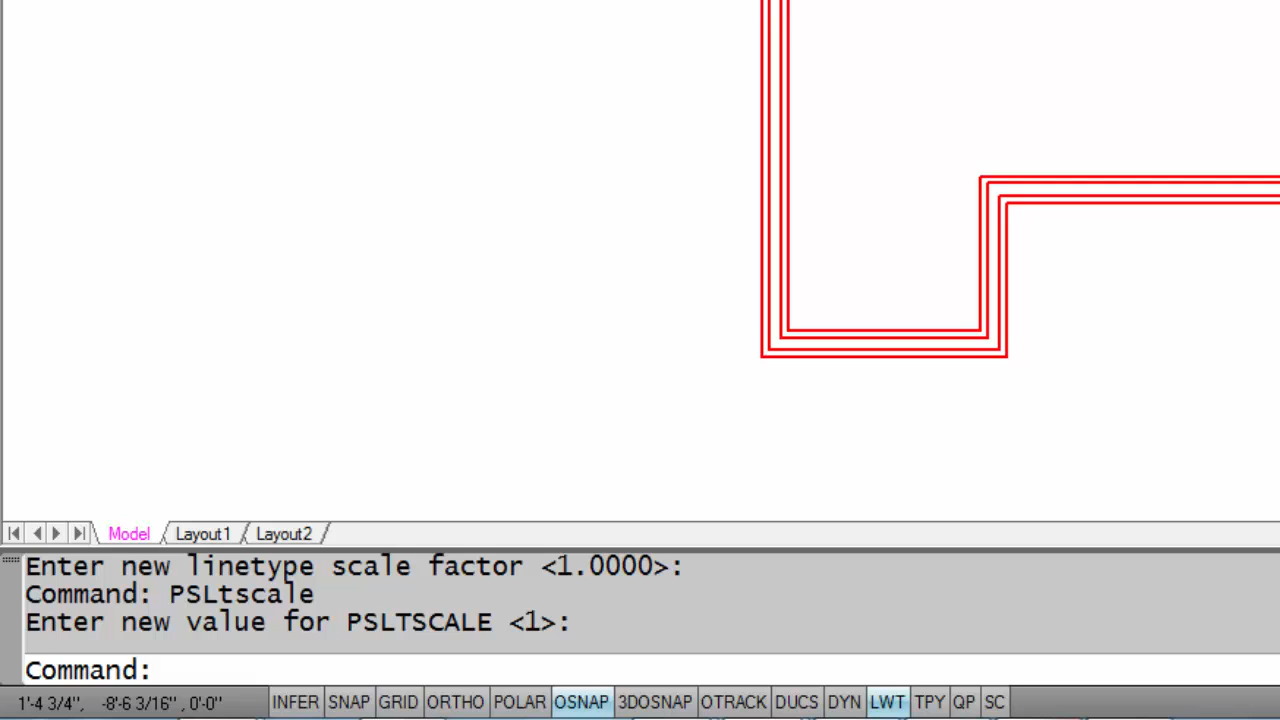 Model Layout1 Layout2
Enter new linetype scale factor <1.0000>:
Command: PSLtscale
Enter new value for PSLTSCALE <1>:
Command:
1'-4 3/4", -8'-6 3/16" , 0'-0" INFER SNAP GRID ORTHO POLAR OSNAP 3DOSNAP OTRACK DUCS DYN LWT TPY QP SC